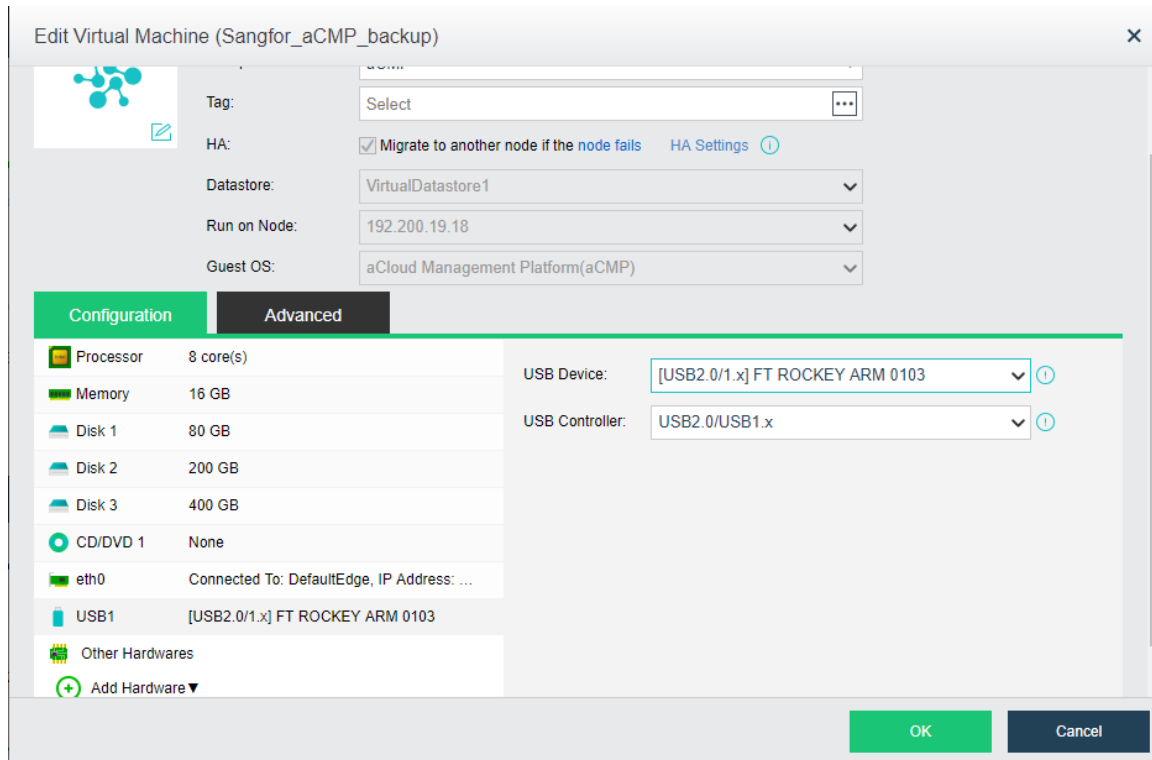 Edit Virtual Machine (Sangfor_aCMP_backup)
Tag: Select
HA: Migrate to another node if the node fails HA Settings
Datastore: VirtualDatastore1
Run on Node: 192.200.19.18
Guest OS: aCloud Management Platform(aCMP)
Configuration Advanced
Processor 8 core(s)
Memory 16 GB
Disk 1 80 GB
Disk 2 200 GB
Disk 3 400 GB
CD/DVD 1 None
eth0 Connected To: DefaultEdge, IP Address: ...
USB1 [USB2.0/1.x] FT ROCKEY ARM 0103
Other Hardwares
Add Hardware
USB Device: [USB2.0/1.x] FT ROCKEY ARM 0103
USB Controller: USB2.0/USB1.x
OK Cancel